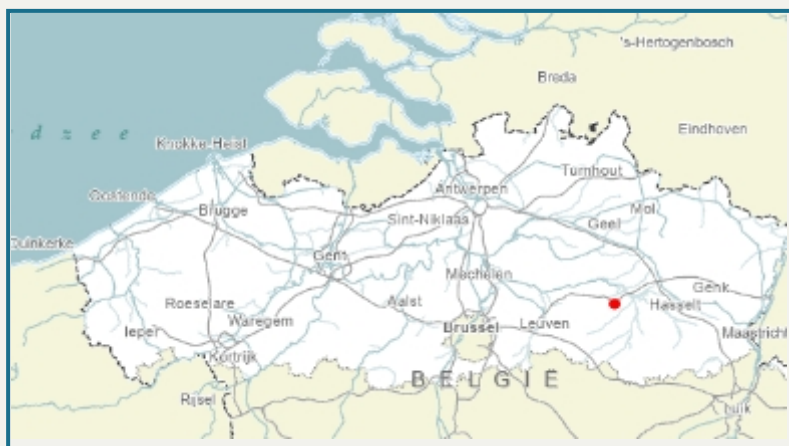 's-Hertogenbosch
Breda
Eindhoven
dzee
Knokke-Heist
Turnhout
Antwerpen
Oostende
Brugge
Sint-Niklaas
Geel
Mol
Duinkerke
Gent
Mechelen
Genk
Roeselare
Aalst
Hasselt
Ieper
Waregem
Brussel
Leuven
Maastricht
Kortrijk
BELGIË
Rijsel
Luik